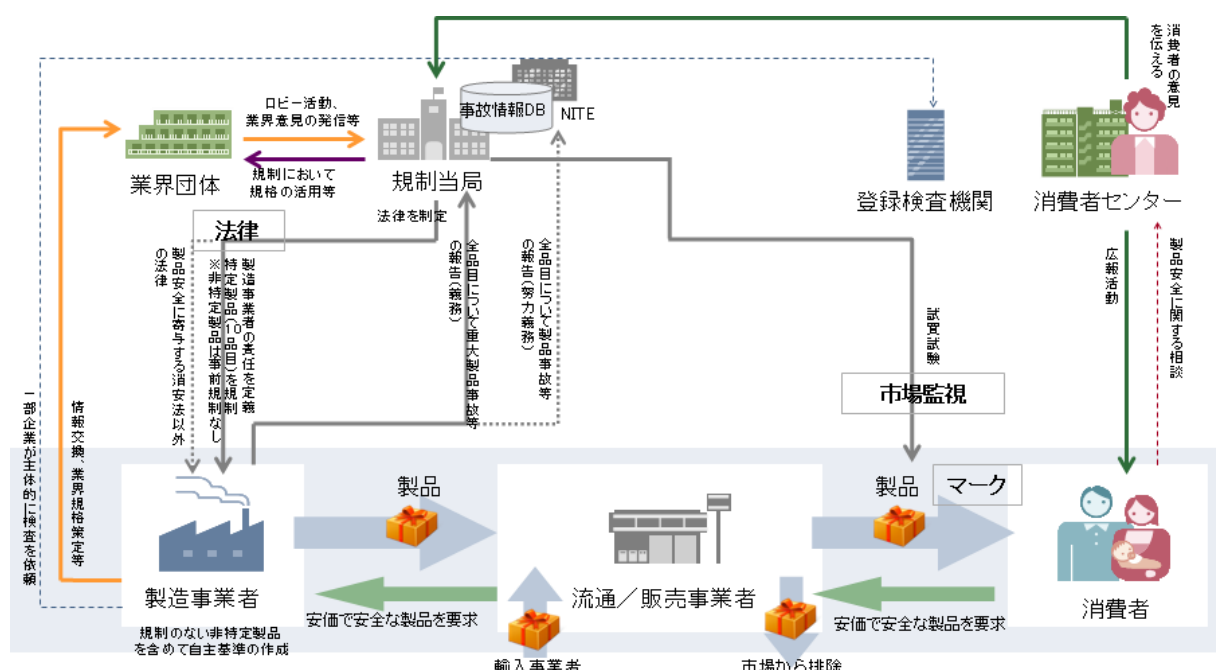 消費者の意見
を伝える
ロビー活動、
業界意見の発信等
事故情報DB
NITE
業界団体
規制において
規格の活用等
規制当局
登録検査機関
消費者センター
法律を制定
法律
製品安全に寄与する消安法以外
の法律
製造事業者の責任を定義
特定製品(10品目)を規制
※非特定製品は事前規制なし
全品目について重大製品事故等
の報告(義務)
全品目について製品事故等
の報告(努力義務)
試買試験
広報活動
製品安全に関する相談
市場監視
一部企業が主体的に検査を依頼
情報交換、業界規格策定等
製品
製品
マーク
製造事業者
流通／販売事業者
消費者
安価で安全な製品を要求
安価で安全な製品を要求
規制のない非特定製品
を含めて自主基準の作成
輸入事業者
市場から排除